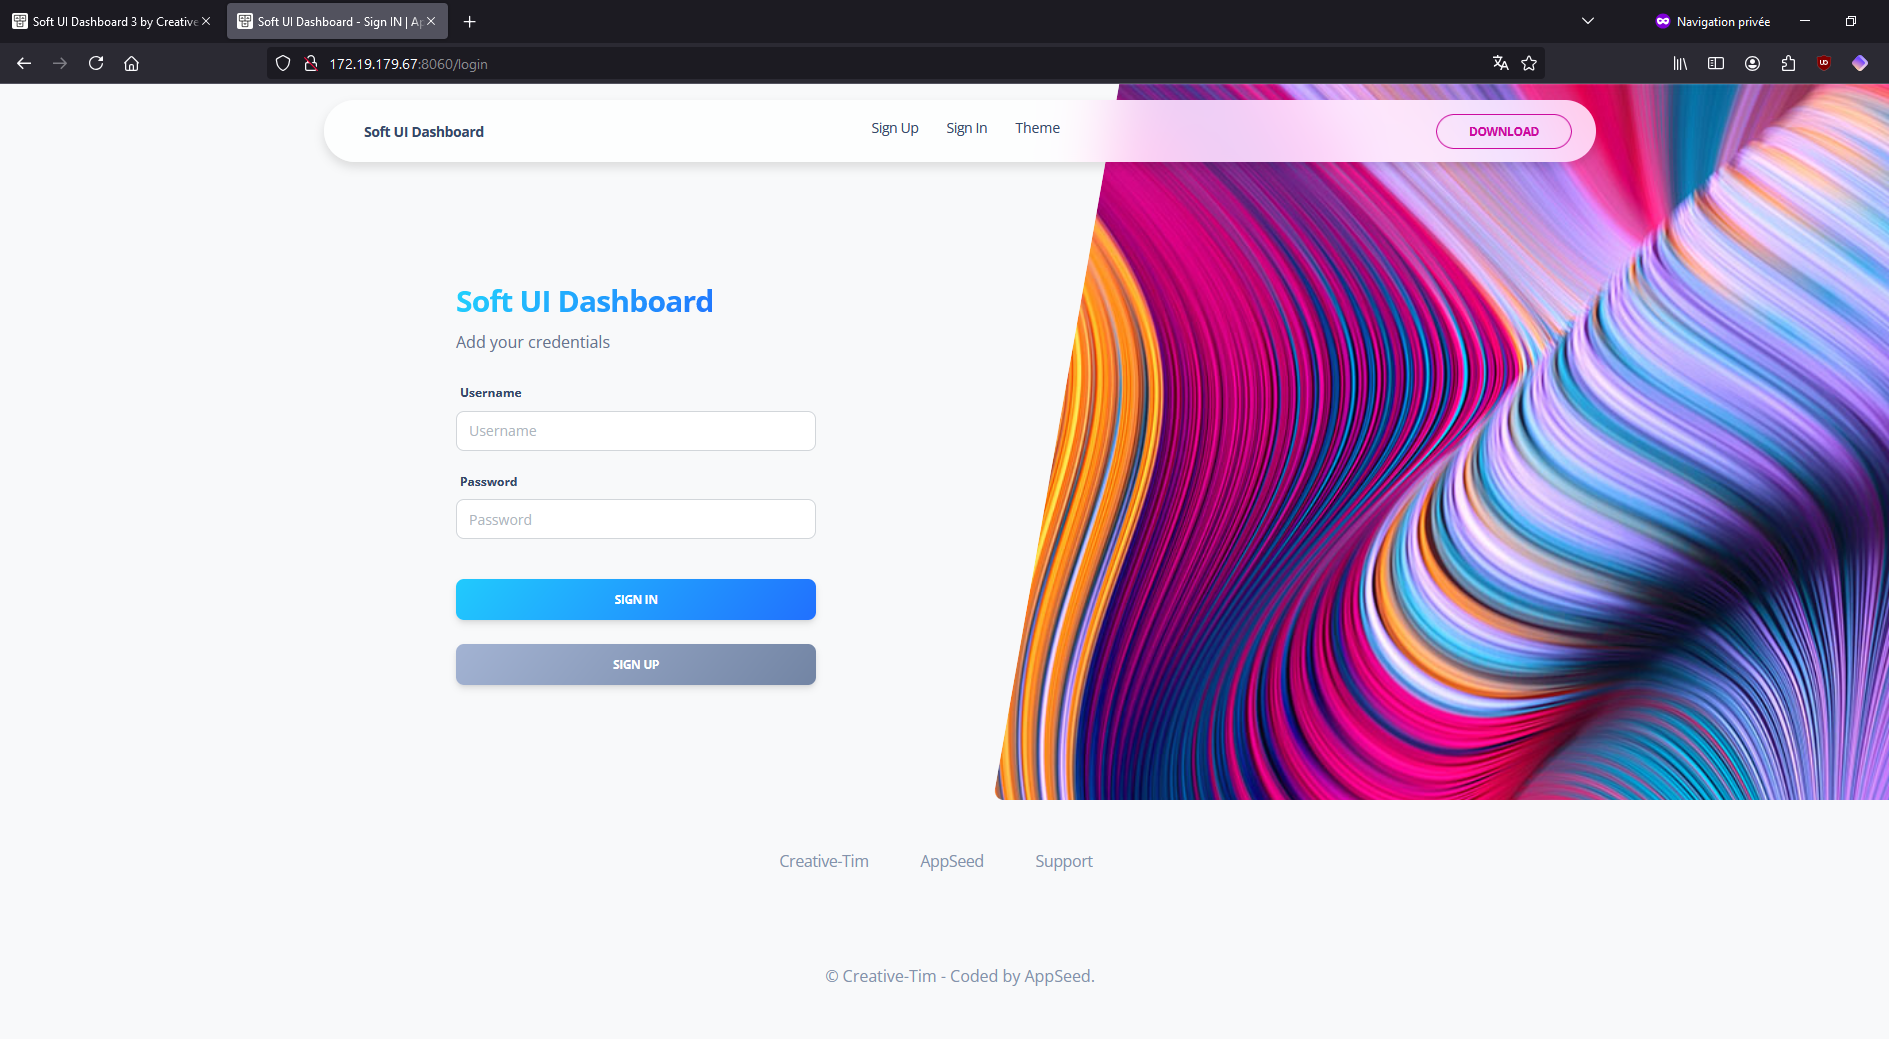 Soft UI Dashboard 3 by Creative
Soft UI Dashboard - Sign IN | Ap
Navigation privée
172.19.179.67:8060/login
Soft UI Dashboard
Sign Up
Sign In
Theme
DOWNLOAD
Soft UI Dashboard
Add your credentials
Username
Username
Password
Password
SIGN IN
SIGN UP
Creative-Tim
AppSeed
Support
© Creative-Tim - Coded by AppSeed.